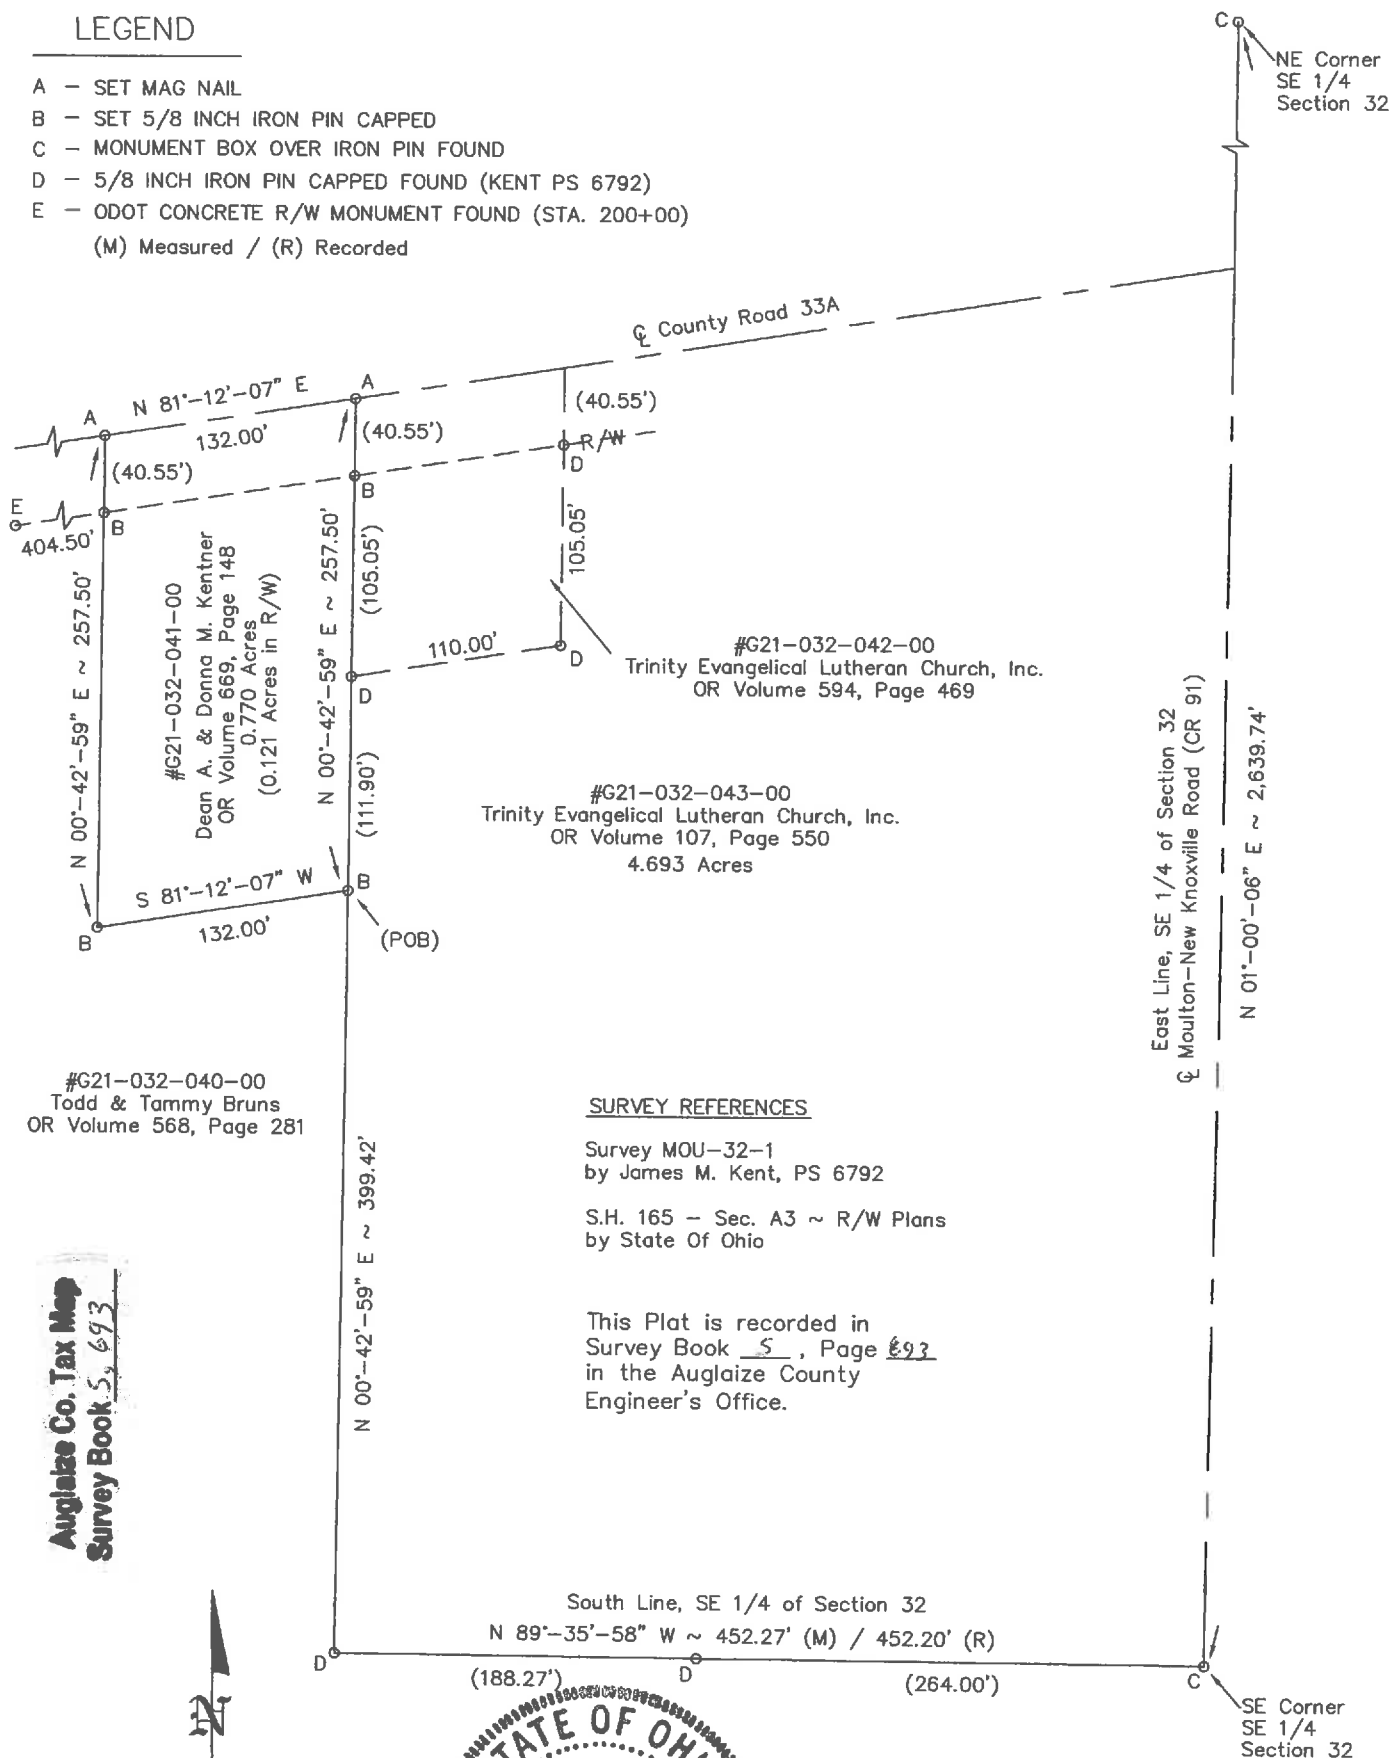 LEGEND
A – SET MAG NAIL
B – SET 5/8 INCH IRON PIN CAPPED
C – MONUMENT BOX OVER IRON PIN FOUND
D – 5/8 INCH IRON PIN CAPPED FOUND (KENT PS 6792)
E – ODOT CONCRETE R/W MONUMENT FOUND (STA. 200+00)
(M) Measured / (R) Recorded
C
NE Corner
SE 1/4
Section 32
℄ County Road 33A
A
N 81°-12'-07" E
A
132.00'
(40.55')
(40.55')
(40.55')
R/W
D
B
B
E
404.50'
N 00°-42'-59" E ~ 257.50'
#G21-032-041-00
Dean A. & Donna M. Kentner
OR Volume 669, Page 148
0.770 Acres
(0.121 Acres in R/W)
N 00°-42'-59" E ~ 257.50'
(105.05')
105.05'
110.00'
D
D
#G21-032-042-00
Trinity Evangelical Lutheran Church, Inc.
OR Volume 594, Page 469
(111.90')
#G21-032-043-00
Trinity Evangelical Lutheran Church, Inc.
OR Volume 107, Page 550
4.693 Acres
S 81°-12'-07" W
132.00'
B
B
(POB)
East Line, SE 1/4 of Section 32
℄ Moulton-New Knoxville Road (CR 91)
N 01°-00'-06" E ~ 2,639.74'
#G21-032-040-00
Todd & Tammy Bruns
OR Volume 568, Page 281
N 00°-42'-59" E ~ 399.42'
SURVEY REFERENCES
Survey MOU-32-1
by James M. Kent, PS 6792
S.H. 165 – Sec. A3 ~ R/W Plans
by State Of Ohio
This Plat is recorded in
Survey Book 5, Page 693
in the Auglaize County
Engineer's Office.
Auglaize Co. Tax Map
Survey Book 5, 693
South Line, SE 1/4 of Section 32
N 89°-35'-58" W ~ 452.27' (M) / 452.20' (R)
D
(188.27')
D
(264.00')
C
SE Corner
SE 1/4
Section 32
N
STATE OF OH